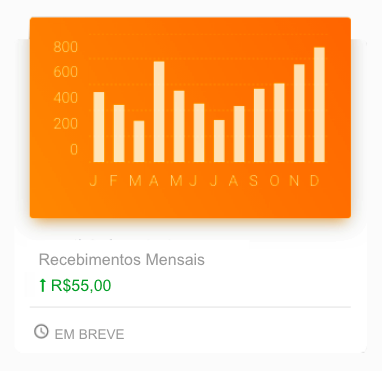 800
600
400
200
0
J F M A M J J A S O N D
Recebimentos Mensais
R$55,00
EM BREVE